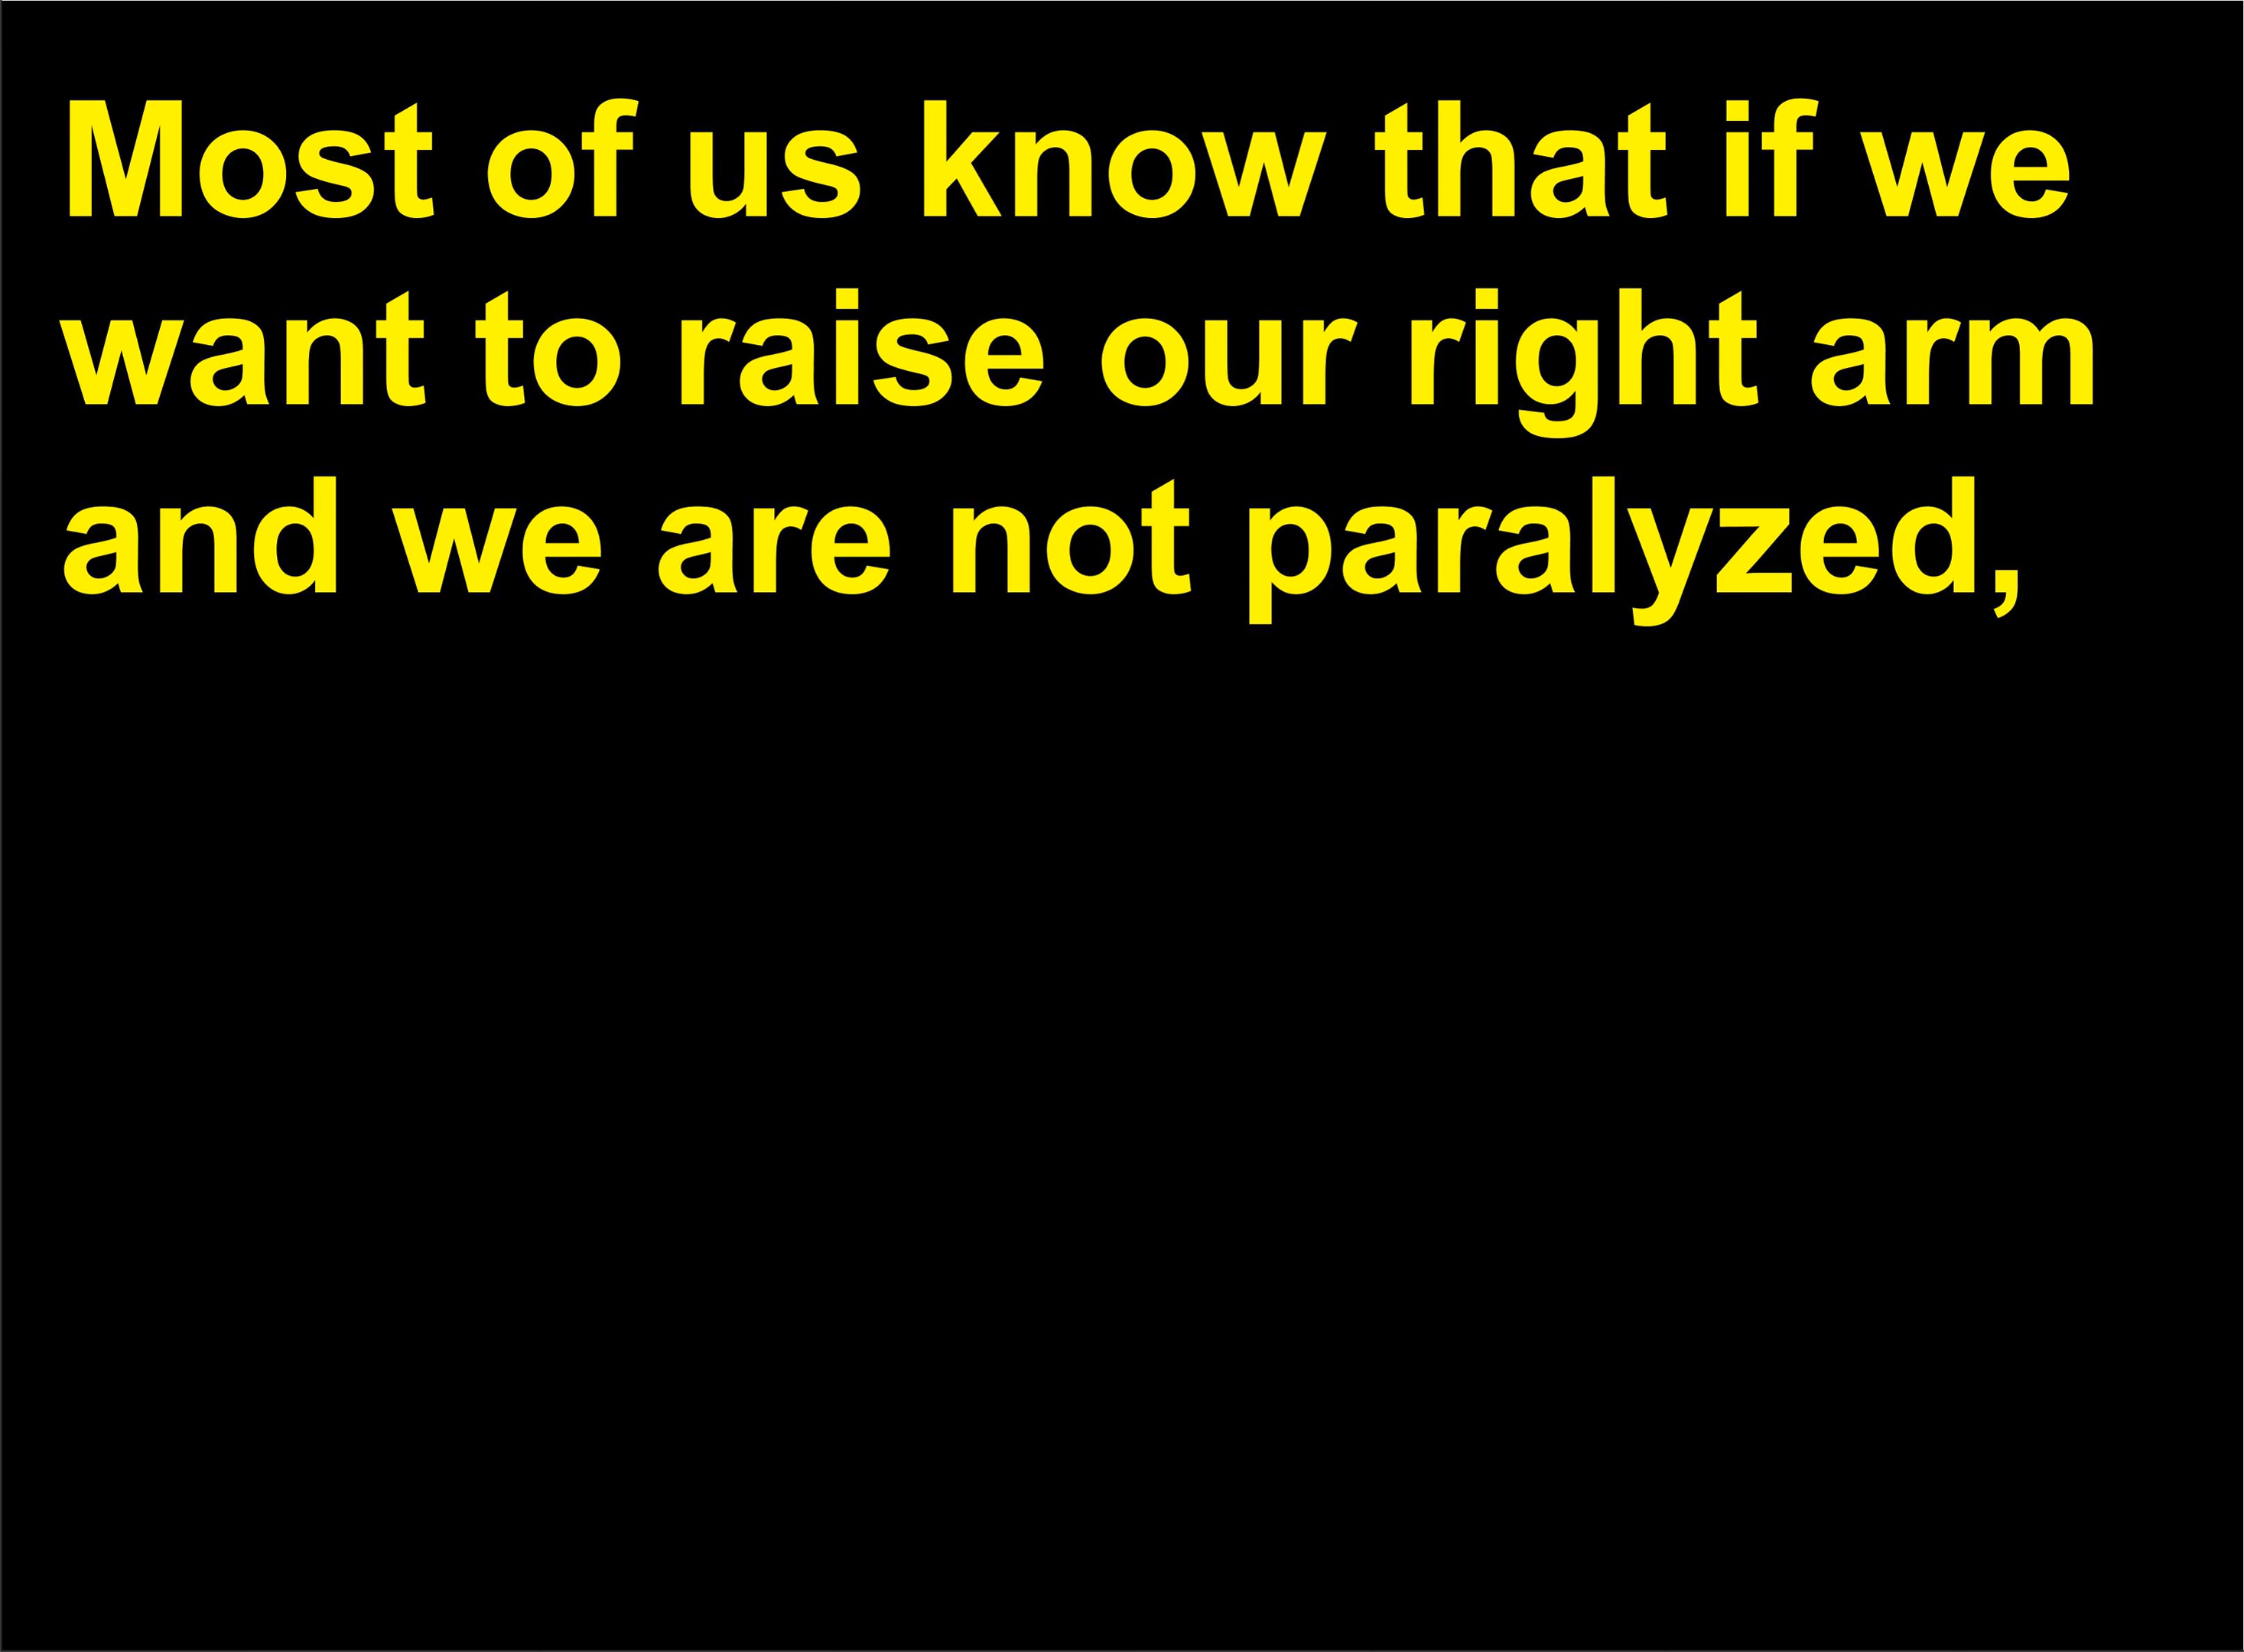 Most of us know that if we
want to raise our right arm
and we are not paralyzed,